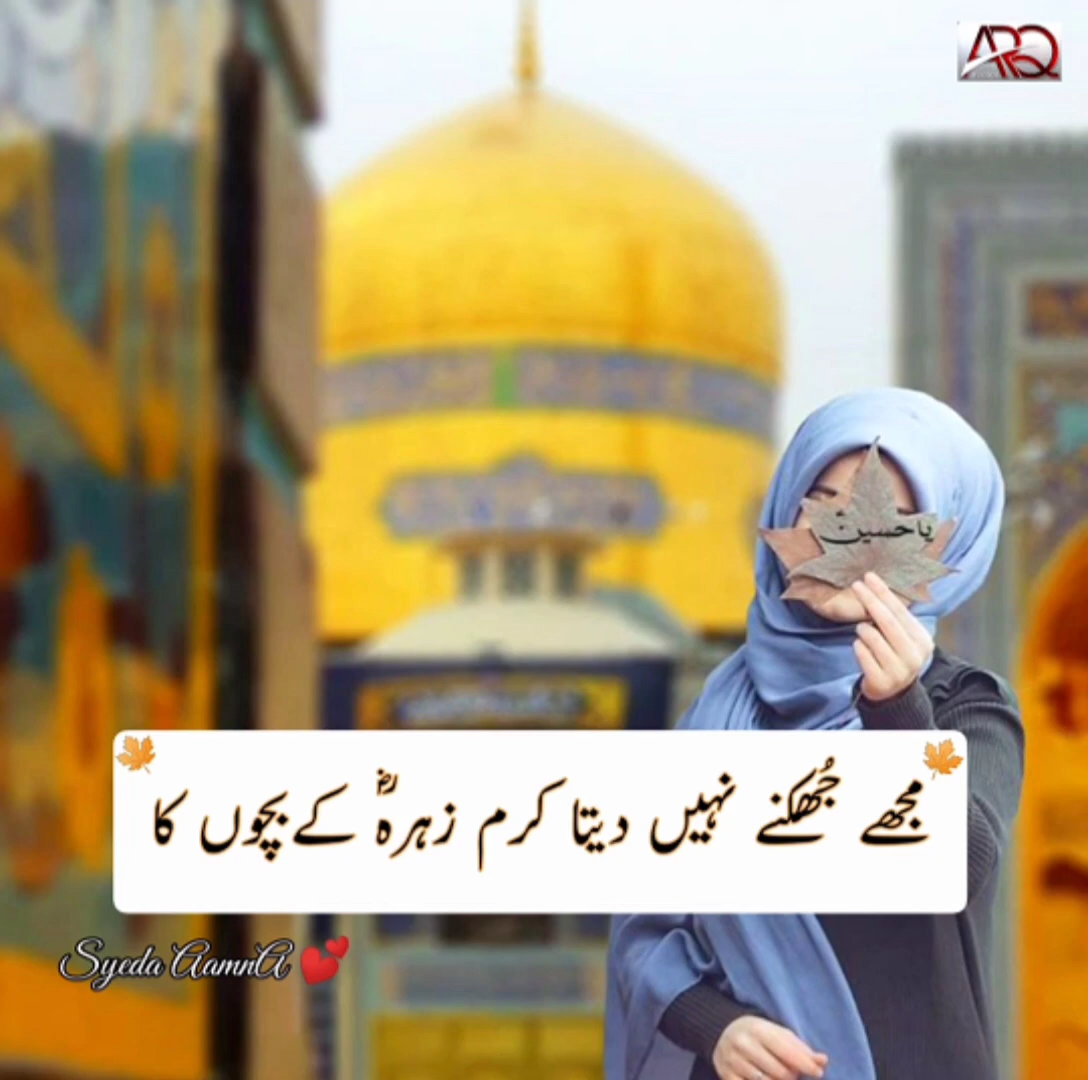 ARQ
یا حسین
مجھے جُھکنے نہیں دیتا کرم زہرہؓ کے بچوں کا
Syeda AamnA 💕